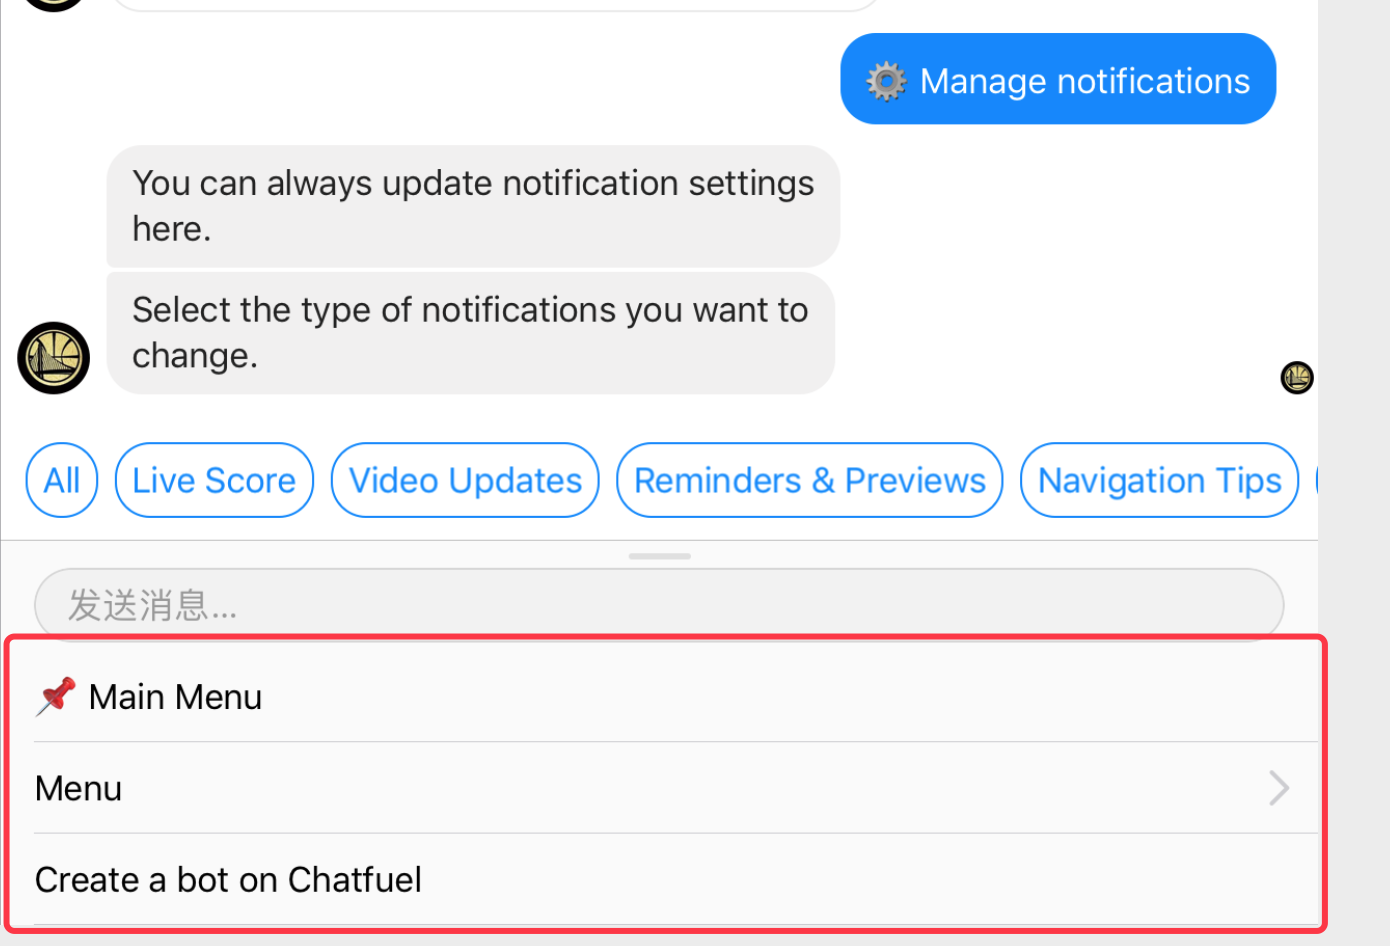 ⚙️ Manage notifications
You can always update notification settings
here.
Select the type of notifications you want to
change.
All
Live Score
Video Updates
Reminders & Previews
Navigation Tips
发送消息...
📌 Main Menu
Menu
Create a bot on Chatfuel